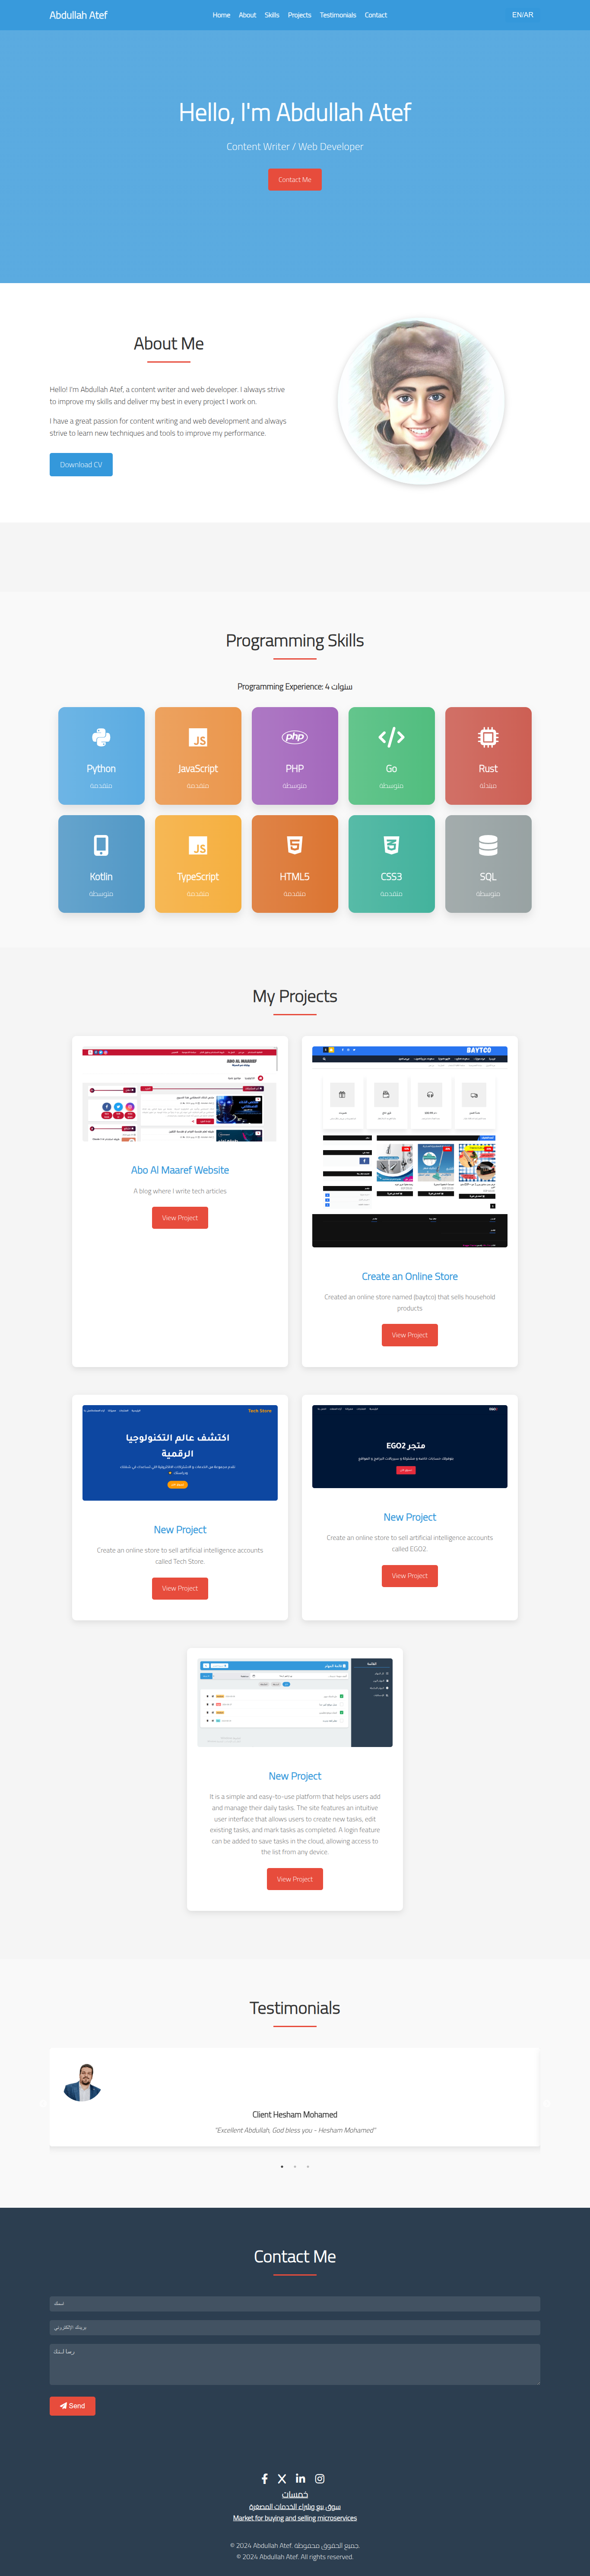 Abdullah Atef
Home About Skills Projects Testimonials Contact
EN/AR
Hello, I'm Abdullah Atef
Content Writer / Web Developer
Contact Me
About Me
Hello! I'm Abdullah Atef, a content writer and web developer. I always strive
to improve my skills and deliver my best in every project I work on.
I have a great passion for content writing and web development and always
strive to learn new techniques and tools to improve my performance.
Download CV
Programming Skills
Programming Experience: 4 سنوات
JS
php
Python
JavaScript
PHP
Go
Rust
متقدمة
متقدمة
متوسطة
متوسطة
مبتدئة
JS
Kotlin
TypeScript
HTML5
CSS3
SQL
متوسطة
متقدمة
متقدمة
متقدمة
متوسطة
My Projects
ABO AL MAAREF
Abo Al Maaref Website
A blog where I write tech articles
View Project
BAYTCO
Create an Online Store
Created an online store named (baytco) that sells household
products
View Project
Tech Store
اكتشف عالم التكنولوجيا
الرقمية
New Project
Create an online store to sell artificial intelligence accounts
called Tech Store.
View Project
متجر EGO2
New Project
Create an online store to sell artificial intelligence accounts
called EGO2.
View Project
قائمة المهام
القائمة
New Project
It is a simple and easy-to-use platform that helps users add
and manage their daily tasks. The site features an intuitive
user interface that allows users to create new tasks, edit
existing tasks, and mark tasks as completed. A login feature
can be added to save tasks in the cloud, allowing access to
the list from any device.
View Project
Testimonials
Client Hesham Mohamed
"Excellent Abdullah, God bless you - Hesham Mohamed"
Contact Me
اسمك
بريدك الإلكتروني
رسالتك
Send
خمسات
سوق بيع وشراء الخدمات المصغرة
Market for buying and selling microservices
© 2024 Abdullah Atef. جميع الحقوق محفوظة.
© 2024 Abdullah Atef. All rights reserved.